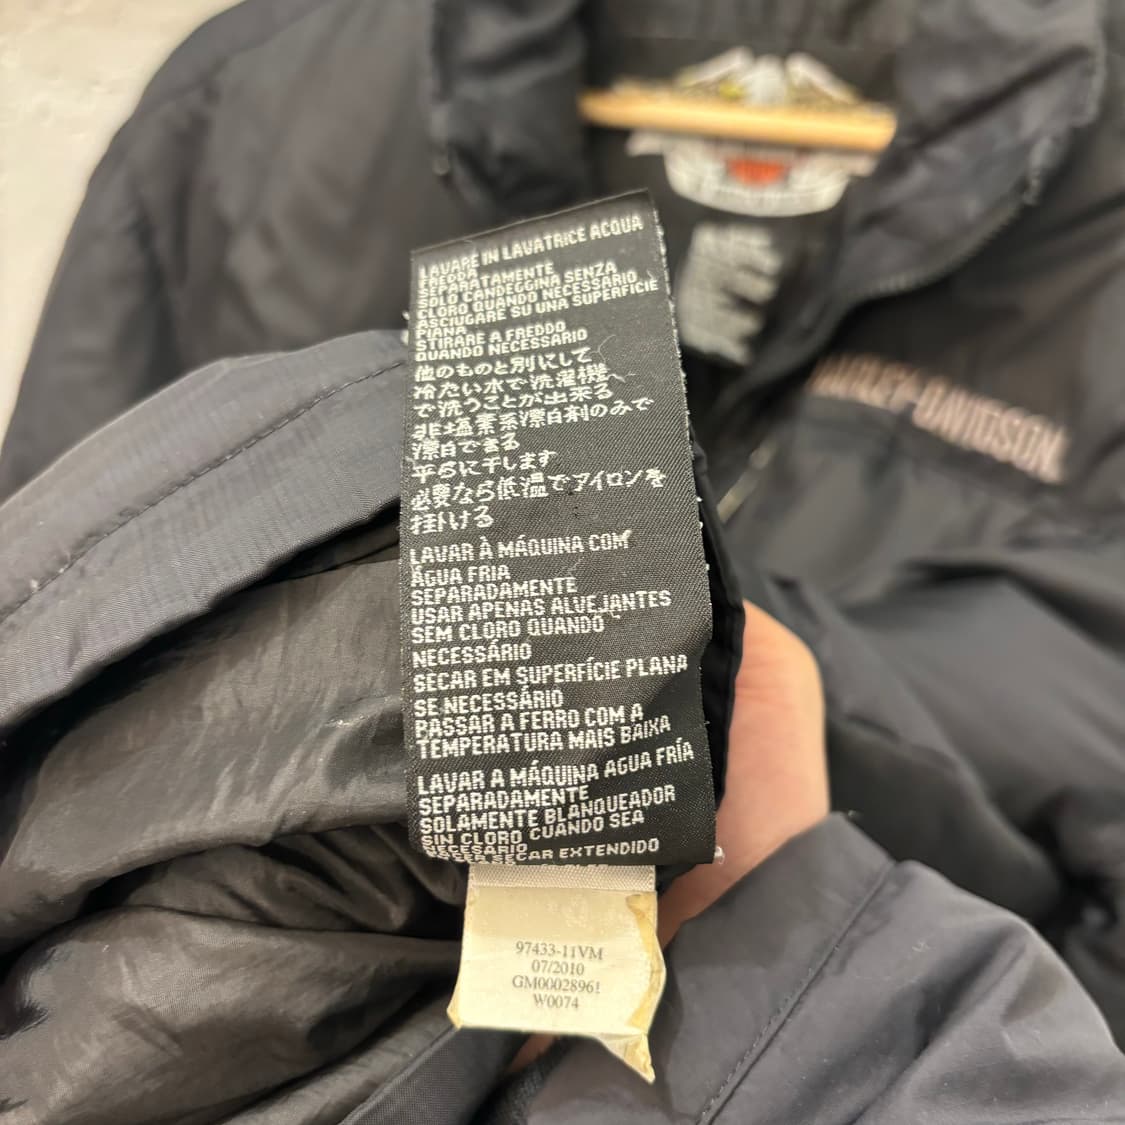 HARLEY-DAVIDSON
LAVARE IN LAVATRICE ACQUA
FREDDA
SEPARATAMENTE
SOLO CANDEGGINA SENZA
CLORO QUANDO NECESSARIO
ASCIUGARE SU UNA SUPERFICIE
PIANA
STIRARE A FREDDO
QUANDO NECESSARIO
他のものと別にして
冷たい水で洗濯機
で洗うことが出来る
非塩素系漂白剤のみで
漂白できる
平らに干します
必要なら低温でアイロンを
掛ける
LAVAR À MÁQUINA COM
ÁGUA FRIA
SEPARADAMENTE
USAR APENAS ALVEJANTES
SEM CLORO QUANDO
NECESSÁRIO
SECAR EM SUPERFÍCIE PLANA
SE NECESSÁRIO
PASSAR A FERRO COM A
TEMPERATURA MAIS BAIXA
LAVAR A MÁQUINA AGUA FRÍA
SEPARADAMENTE
SOLAMENTE BLANQUEADOR
SIN CLORO CUANDO SEA
NECESARIO
SECAR EXTENDIDO
97433-11VM
07/2010
GM00028961
W0074